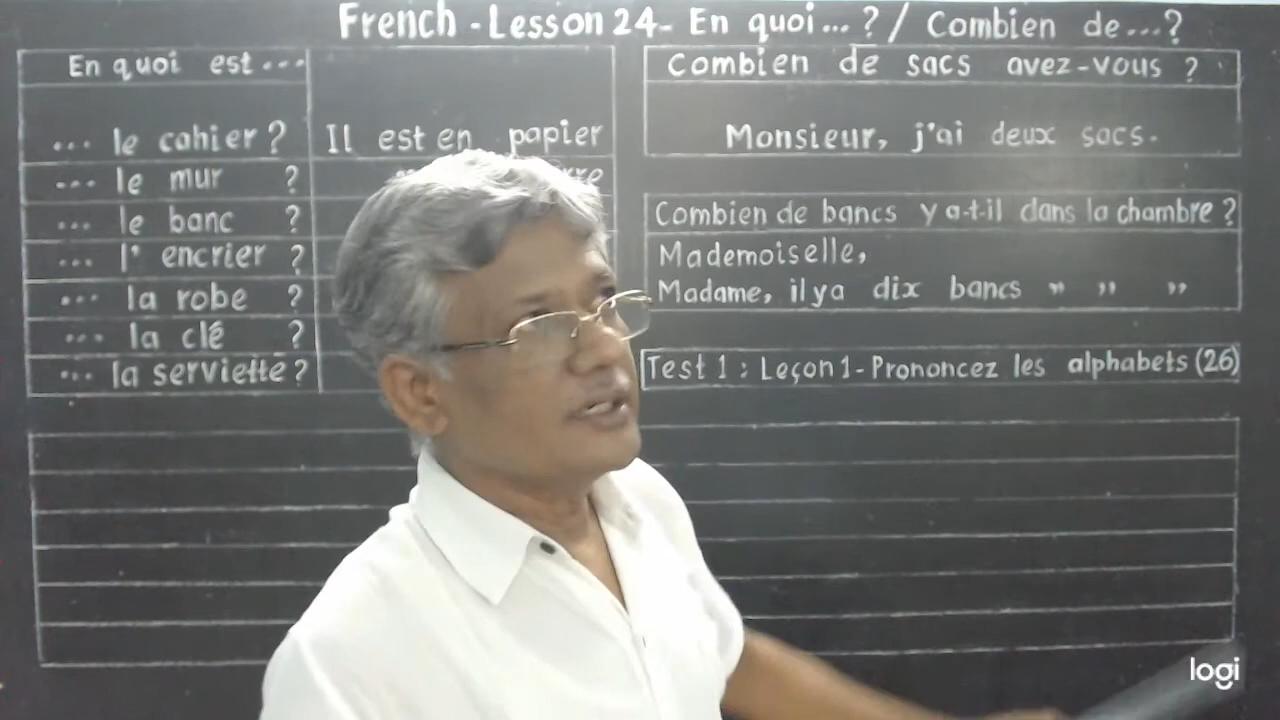 French - Lesson 24 - En quoi...? / Combien de...?
En quoi est...
... le cahier? Il est en papier
... le mur ?
... le banc ?
... l'encrier ?
... la robe ?
... la clé ?
... la serviette?
Combien de sacs avez-vous ?
Monsieur, j'ai deux sacs.
Combien de bancs y a-t-il dans la chambre?
Mademoiselle,
Madame, il y a dix bancs " " "
Test 1 : Leçon 1 - Prononcez les alphabets (26)
logi